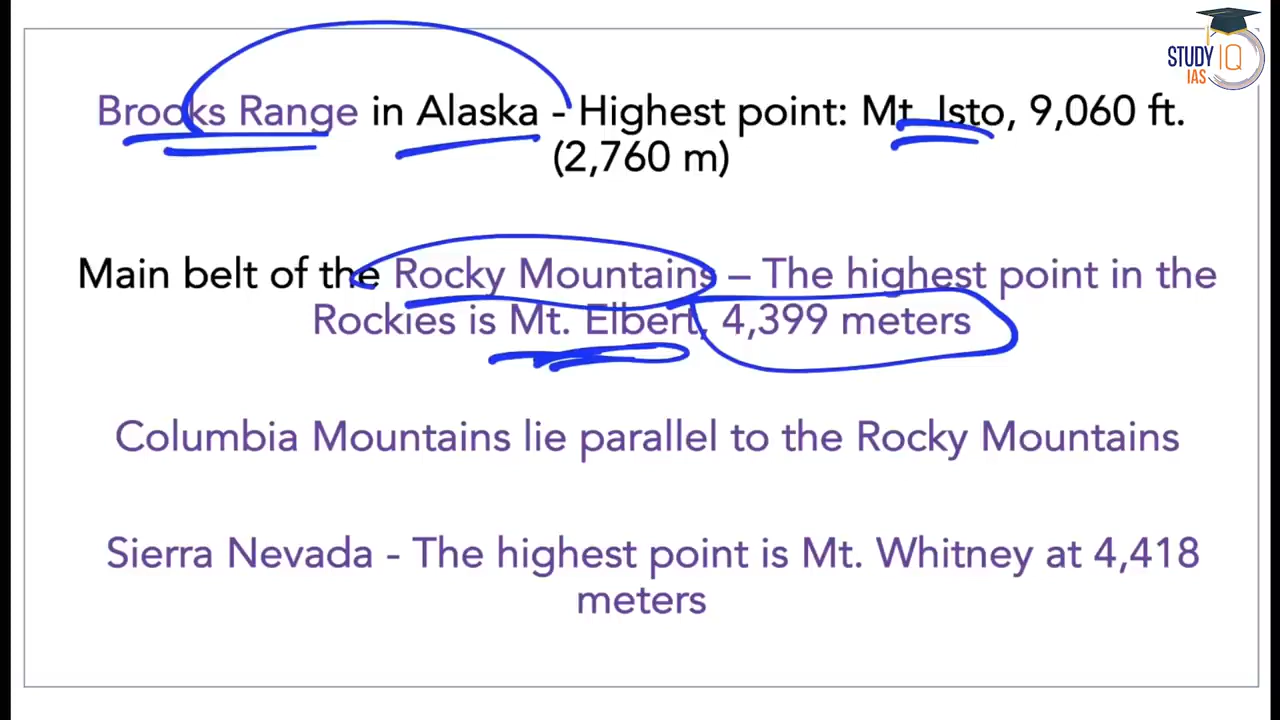 STUDY IQ
IAS
Brooks Range in Alaska - Highest point: Mt. Isto, 9,060 ft.
(2,760 m)
Main belt of the Rocky Mountains – The highest point in the
Rockies is Mt. Elbert, 4,399 meters
Columbia Mountains lie parallel to the Rocky Mountains
Sierra Nevada - The highest point is Mt. Whitney at 4,418
meters